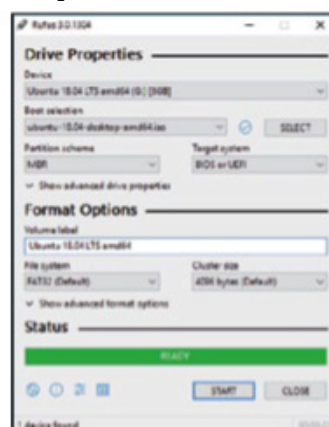 Rufus 3.0.1304
Drive Properties
Device
Ubuntu 18.04 LTS amd64 (G:) [8GB]
Boot selection
ubuntu-18.04-desktop-amd64.iso SELECT
Partition scheme Target system
MBR BIOS or UEFI
Show advanced drive properties
Format Options
Volume label
Ubuntu 18.04 LTS amd64
File system Cluster size
FAT32 (Default) 4096 bytes (Default)
Show advanced format options
Status
READY
START CLOSE
1 device found